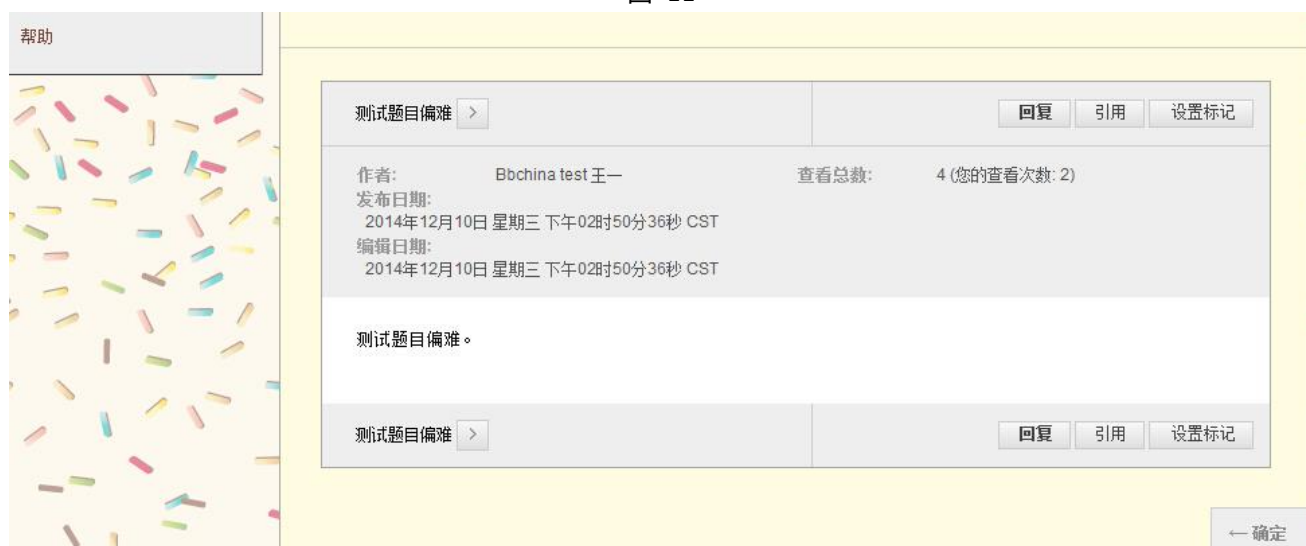 帮助
测试题目偏难 >
回复 引用 设置标记
作者: Bbchina test 王一 查看总数: 4 (您的查看次数: 2)
发布日期:
2014年12月10日 星期三 下午02时50分36秒 CST
编辑日期:
2014年12月10日 星期三 下午02时50分36秒 CST
测试题目偏难。
测试题目偏难 >
回复 引用 设置标记
← 确定